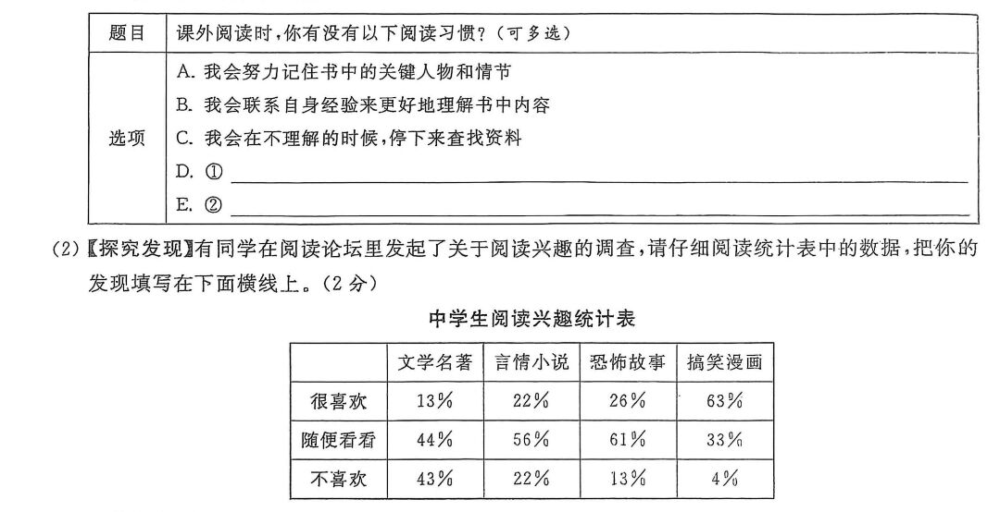 题目 课外阅读时,你有没有以下阅读习惯?(可多选)
选项
A. 我会努力记住书中的关键人物和情节
B. 我会联系自身经验来更好地理解书中内容
C. 我会在不理解的时候,停下来查找资料
D. ①
E. ②
(2)【探究发现】有同学在阅读论坛里发起了关于阅读兴趣的调查,请仔细阅读统计表中的数据,把你的
发现填写在下面横线上。(2分)
中学生阅读兴趣统计表
文学名著 言情小说 恐怖故事 搞笑漫画
很喜欢 13% 22% 26% 63%
随便看看 44% 56% 61% 33%
不喜欢 43% 22% 13% 4%